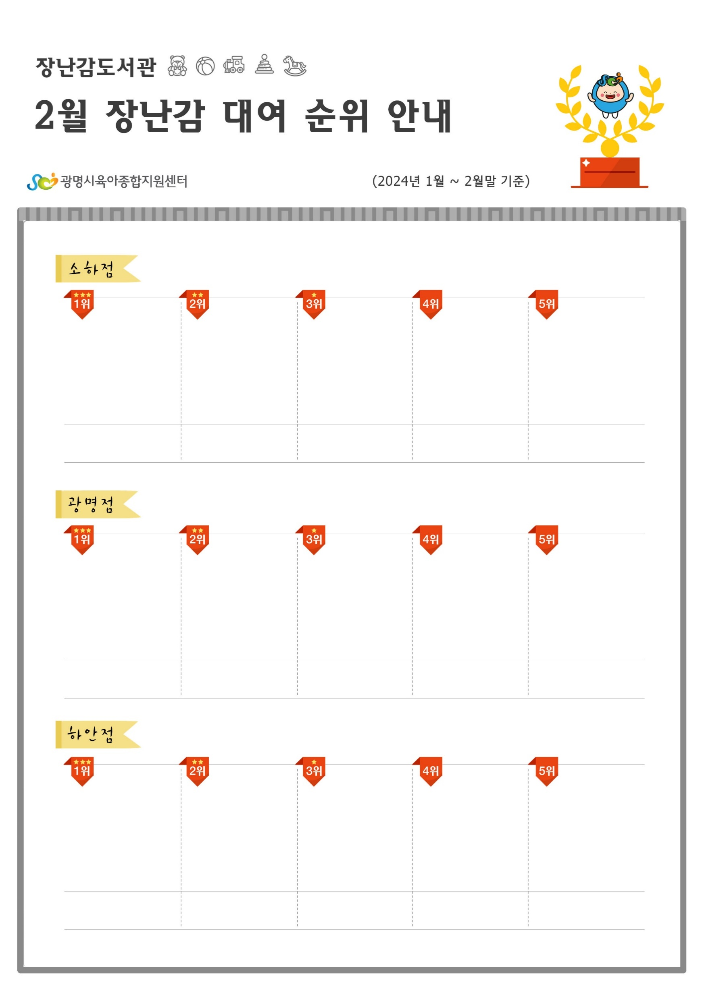 장난감도서관
2월 장난감 대여 순위 안내
광명시육아종합지원센터
(2024년 1월 ~ 2월말 기준)
소하점
1위 2위 3위 4위 5위
광명점
1위 2위 3위 4위 5위
하안점
1위 2위 3위 4위 5위